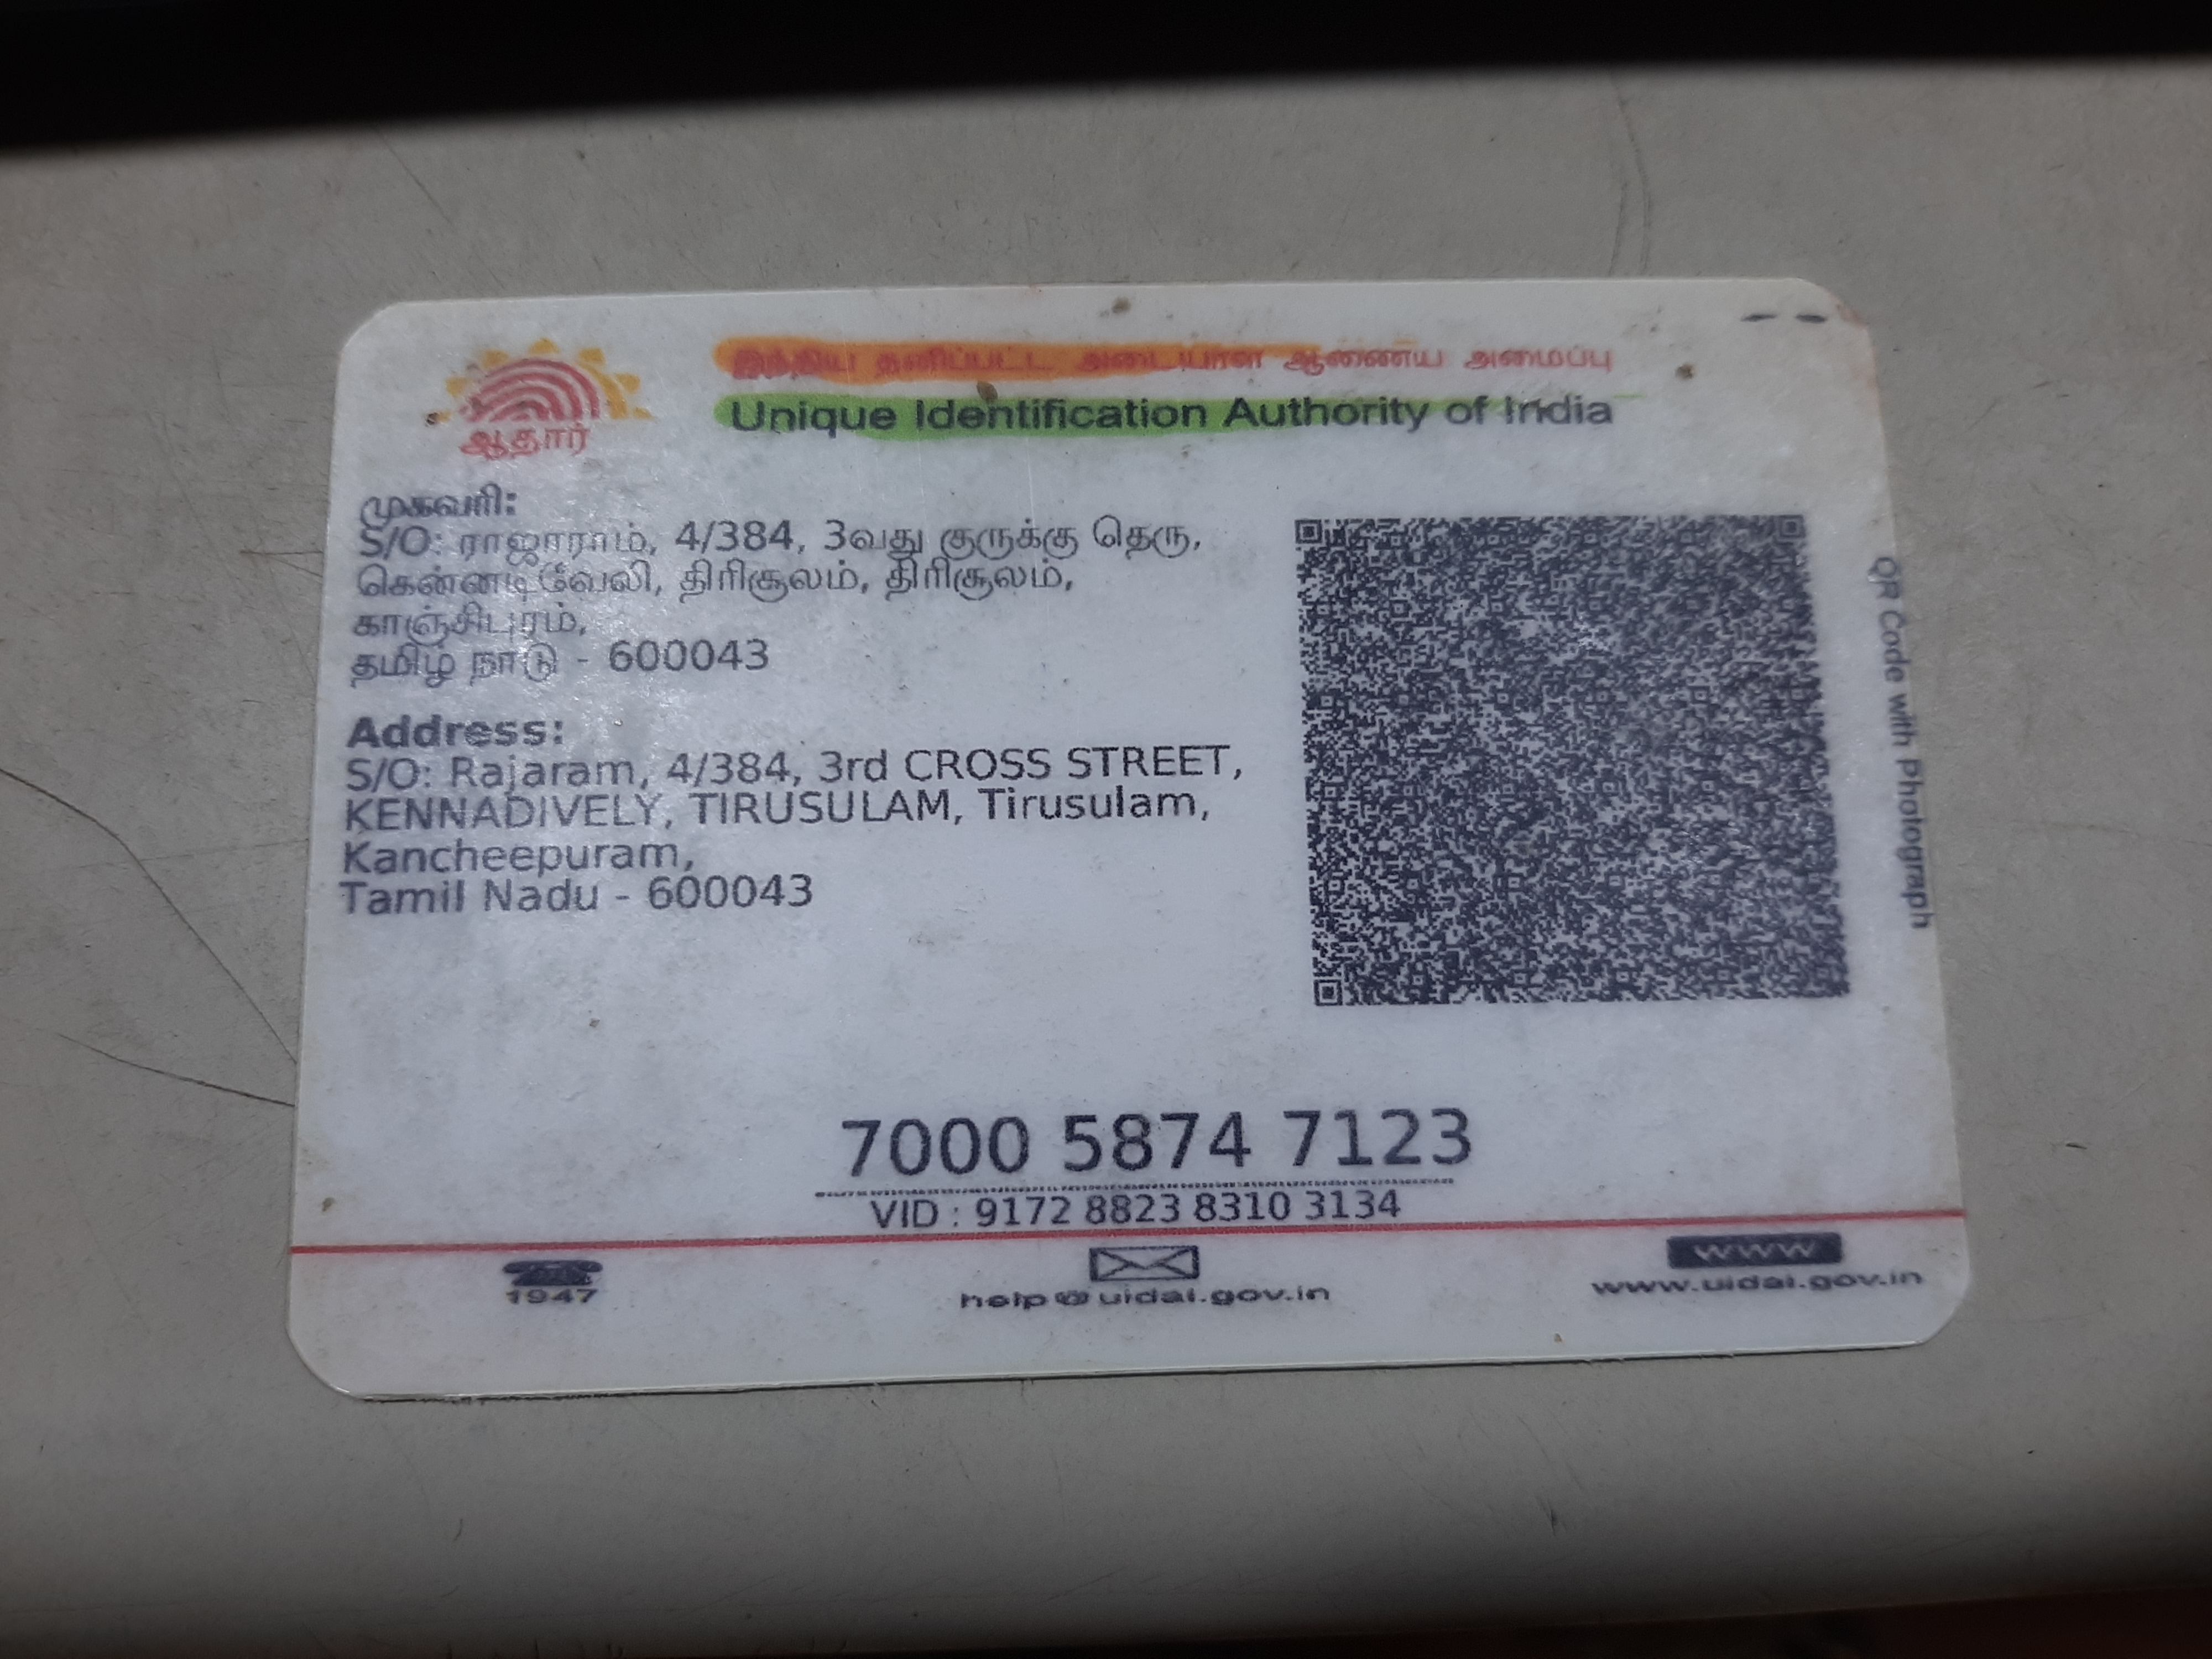 இந்திய தனிப்பட்ட அடையாள ஆணைய அமைப்பு
Unique Identification Authority of India
ஆதார்
முகவரி:
S/O: ராஜாராம், 4/384, 3வது குருக்கு தெரு,
கென்னடிவேலி, திரிசூலம், திரிசூலம்,
காஞ்சிபுரம்,
தமிழ் நாடு - 600043
Address:
S/O: Rajaram, 4/384, 3rd CROSS STREET,
KENNADIVELY, TIRUSULAM, Tirusulam,
Kancheepuram,
Tamil Nadu - 600043
QR Code with Photograph
7000 5874 7123
VID : 9172 8823 8310 3134
1947
help@uidai.gov.in
www
www.uidai.gov.in